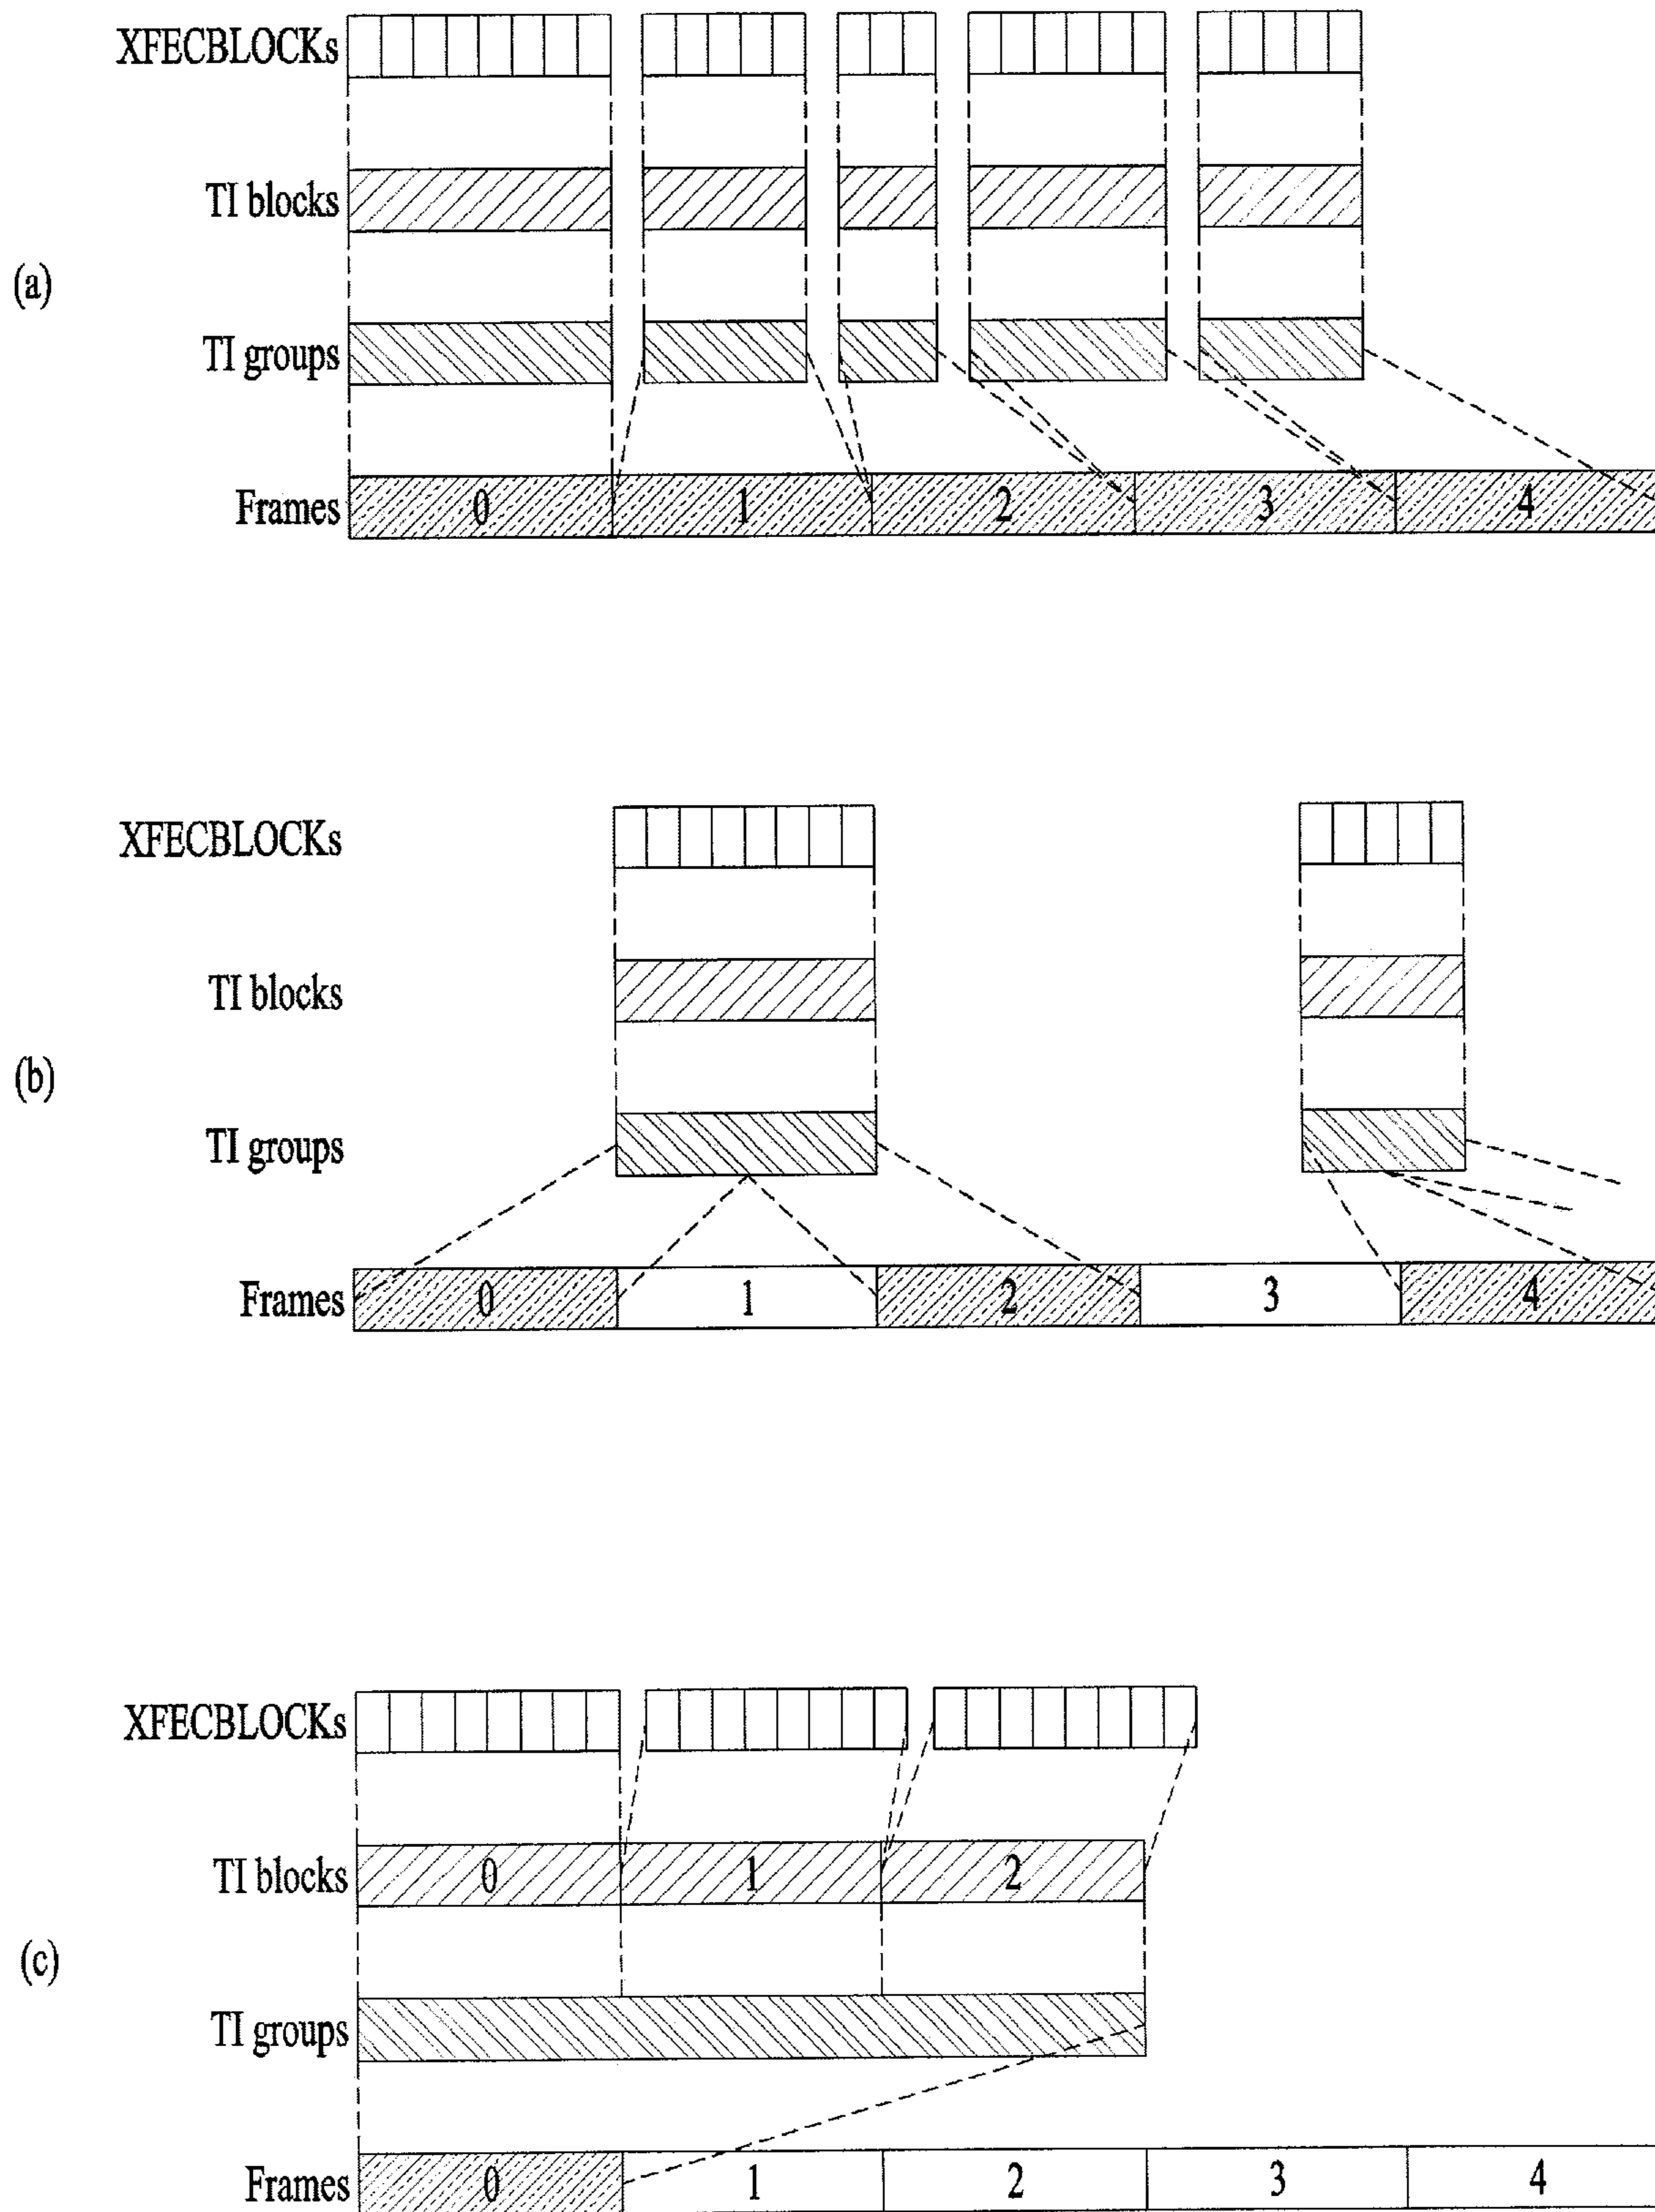 XFECBLOCKs
TI blocks
(a)
TI groups
Frames 0 1 2 3 4
XFECBLOCKs
TI blocks
(b)
TI groups
Frames 0 1 2 3 4
XFECBLOCKs
TI blocks 0 1 2
(c)
TI groups
Frames 0 1 2 3 4